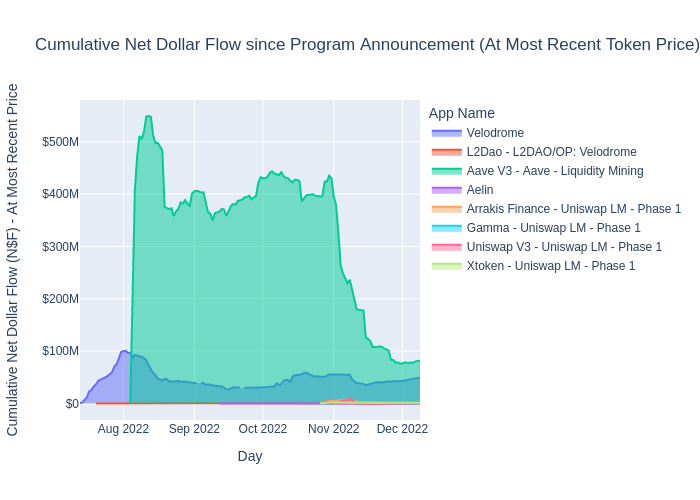 Cumulative Net Dollar Flow since Program Announcement (At Most Recent Token Price)
Cumulative Net Dollar Flow (N$F) - At Most Recent Price
$500M
$400M
$300M
$200M
$100M
$0
Aug 2022
Sep 2022
Oct 2022
Nov 2022
Dec 2022
Day
App Name
Velodrome
L2Dao - L2DAO/OP: Velodrome
Aave V3 - Aave - Liquidity Mining
Aelin
Arrakis Finance - Uniswap LM - Phase 1
Gamma - Uniswap LM - Phase 1
Uniswap V3 - Uniswap LM - Phase 1
Xtoken - Uniswap LM - Phase 1